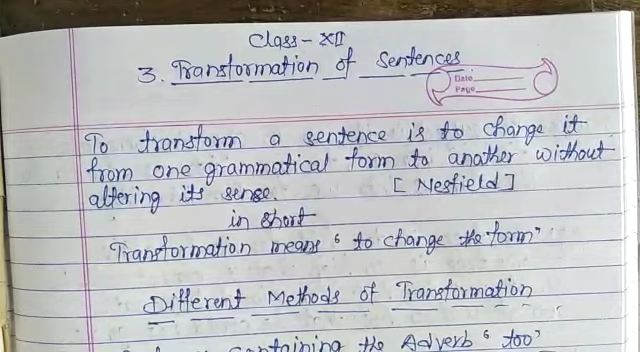 Class - XII
3. Transformation of Sentences
Date
Page
To transform a sentence is to change it
from one grammatical form to another without
altering its sense. [Nesfield]
in short
Transformation means 'to change the form'
Different Methods of Transformation
containing the Adverb 'too'